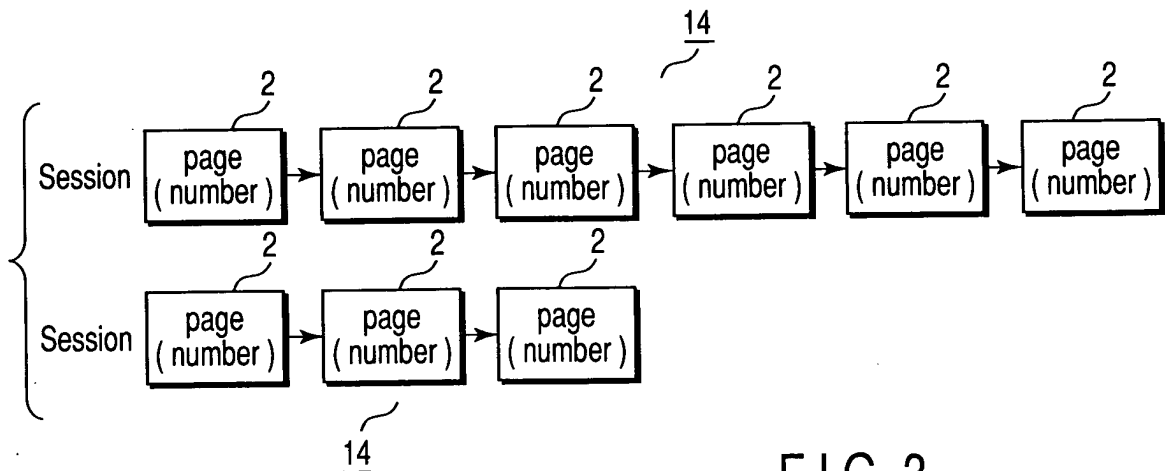 14
2 2 2 2 2 2
Session page (number) page (number) page (number) page (number) page (number) page (number)
2 2 2
Session page (number) page (number) page (number)
14